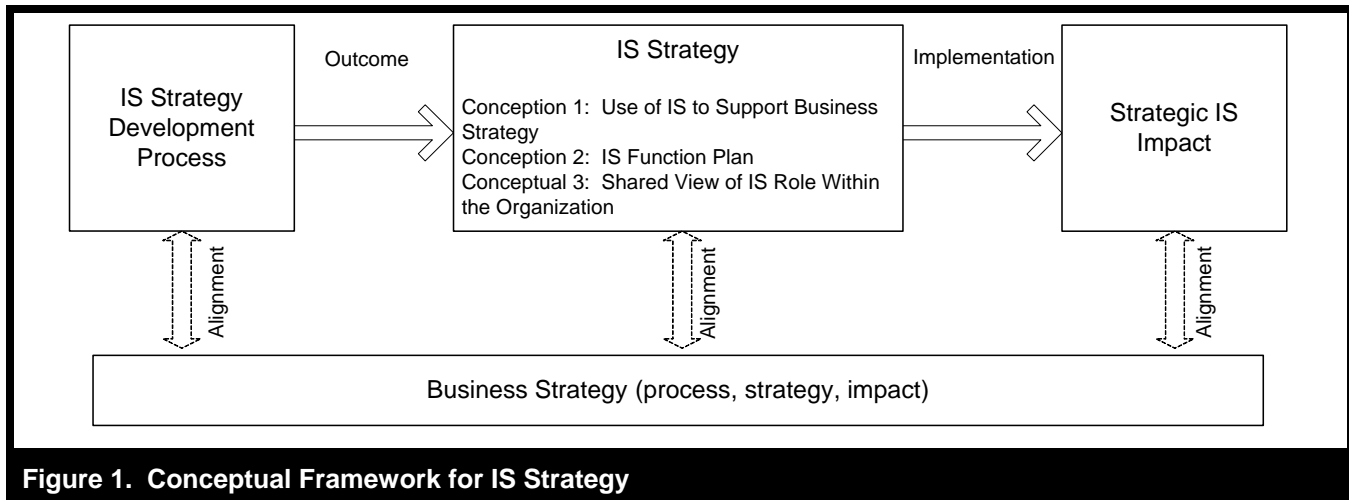 IS Strategy
Development
Process
Outcome
IS Strategy
Conception 1: Use of IS to Support Business
Strategy
Conception 2: IS Function Plan
Conceptual 3: Shared View of IS Role Within
the Organization
Implementation
Strategic IS
Impact
Alignment
Alignment
Alignment
Business Strategy (process, strategy, impact)
Figure 1. Conceptual Framework for IS Strategy